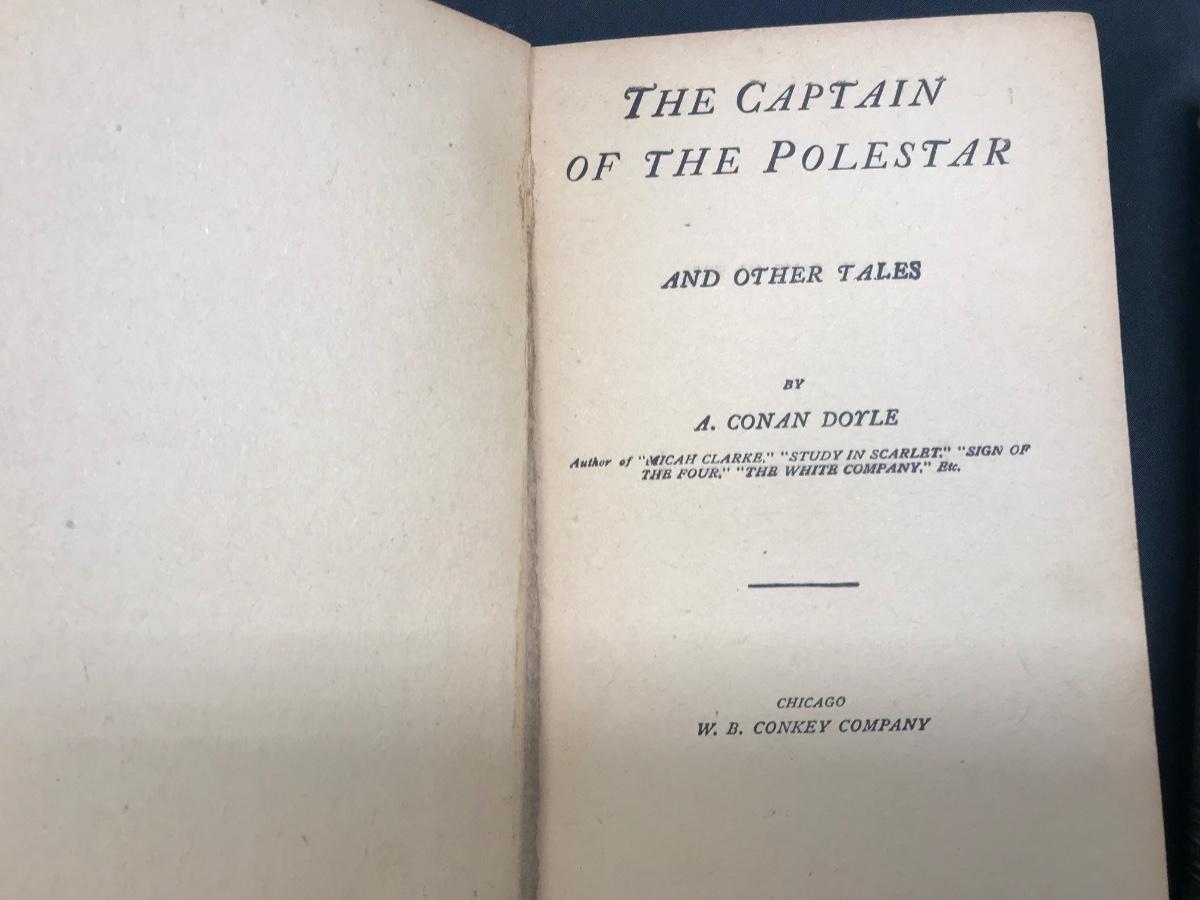 THE CAPTAIN
OF THE POLESTAR
AND OTHER TALES
BY
A. CONAN DOYLE
Author of "MICAH CLARKE," "STUDY IN SCARLET," "SIGN OF
THE FOUR," "THE WHITE COMPANY," Etc.
CHICAGO
W. B. CONKEY COMPANY